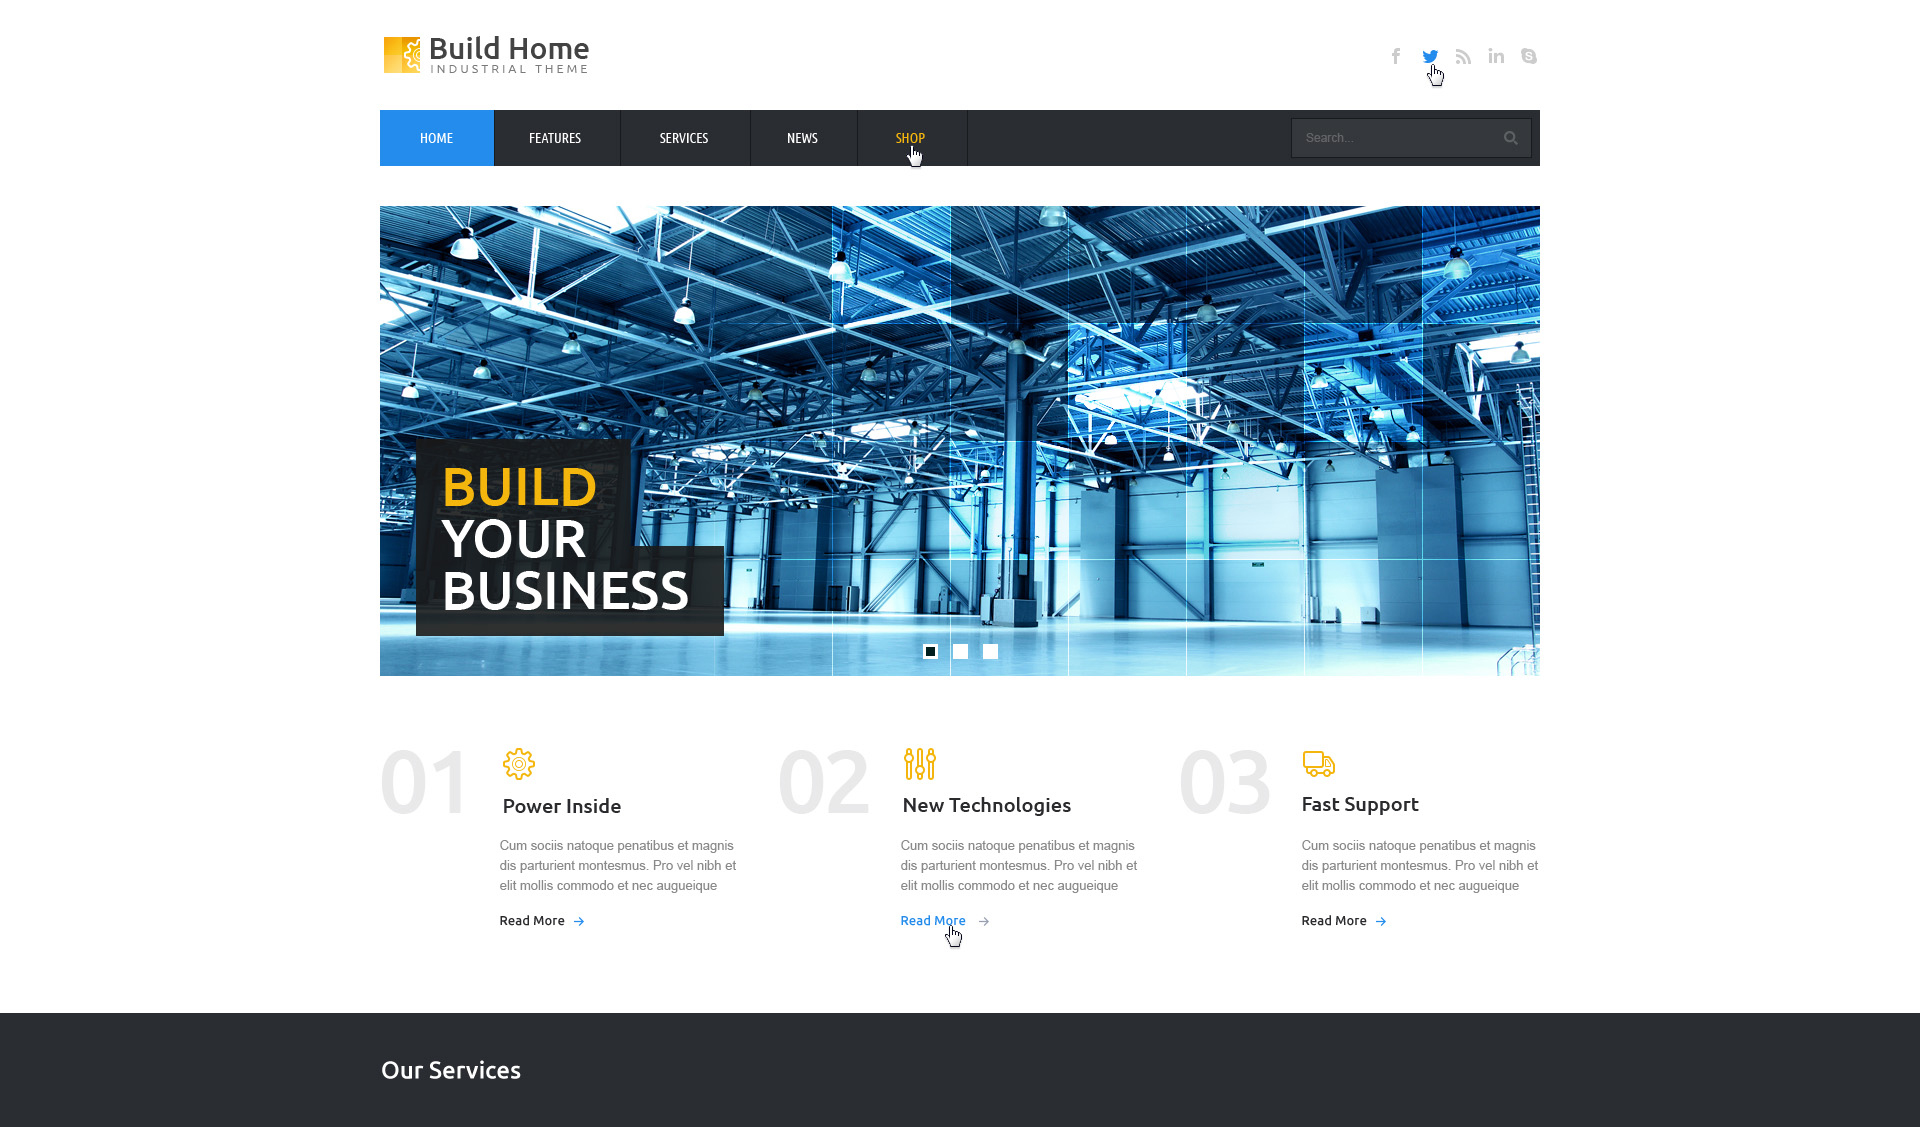 Build Home
INDUSTRIAL THEME
HOME
FEATURES
SERVICES
NEWS
SHOP
Search...
BUILD
YOUR
BUSINESS
01
Power Inside
Cum sociis natoque penatibus et magnis
dis parturient montesmus. Pro vel nibh et
elit mollis commodo et nec augueique
Read More
02
New Technologies
Cum sociis natoque penatibus et magnis
dis parturient montesmus. Pro vel nibh et
elit mollis commodo et nec augueique
Read More
03
Fast Support
Cum sociis natoque penatibus et magnis
dis parturient montesmus. Pro vel nibh et
elit mollis commodo et nec augueique
Read More
Our Services